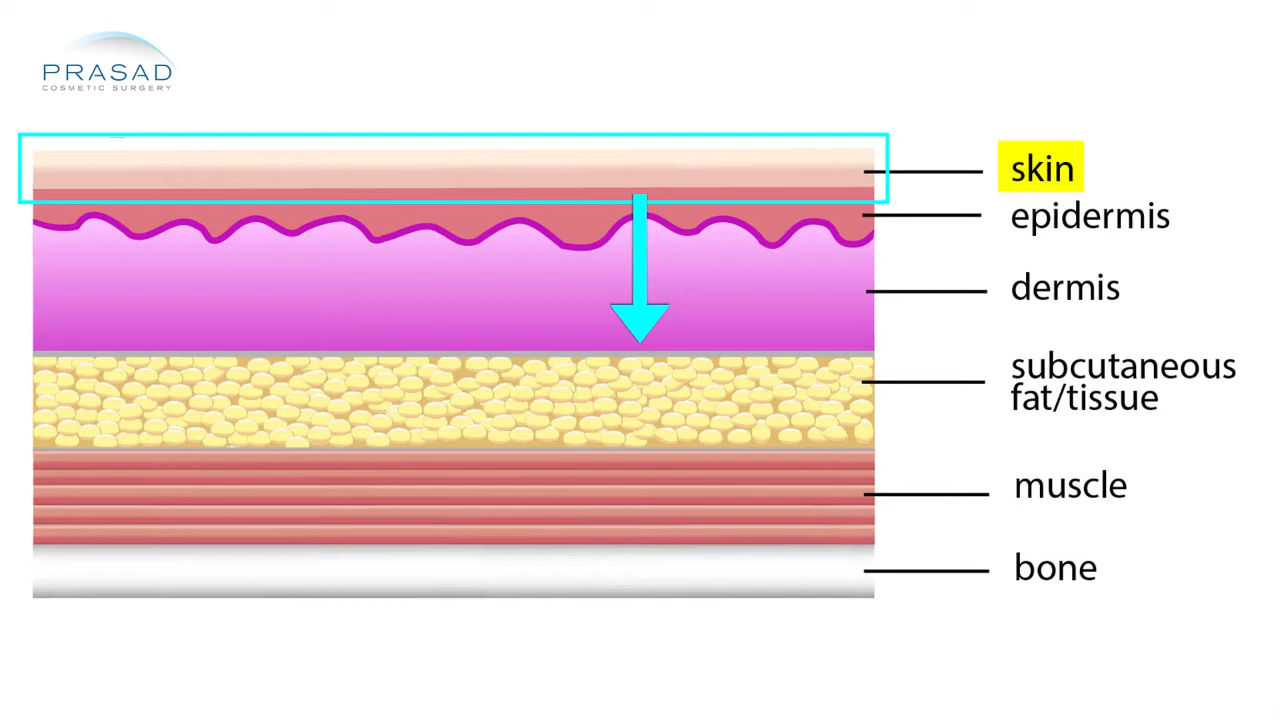 PRASAD
COSMETIC SURGERY
skin
epidermis
dermis
subcutaneous
fat/tissue
muscle
bone